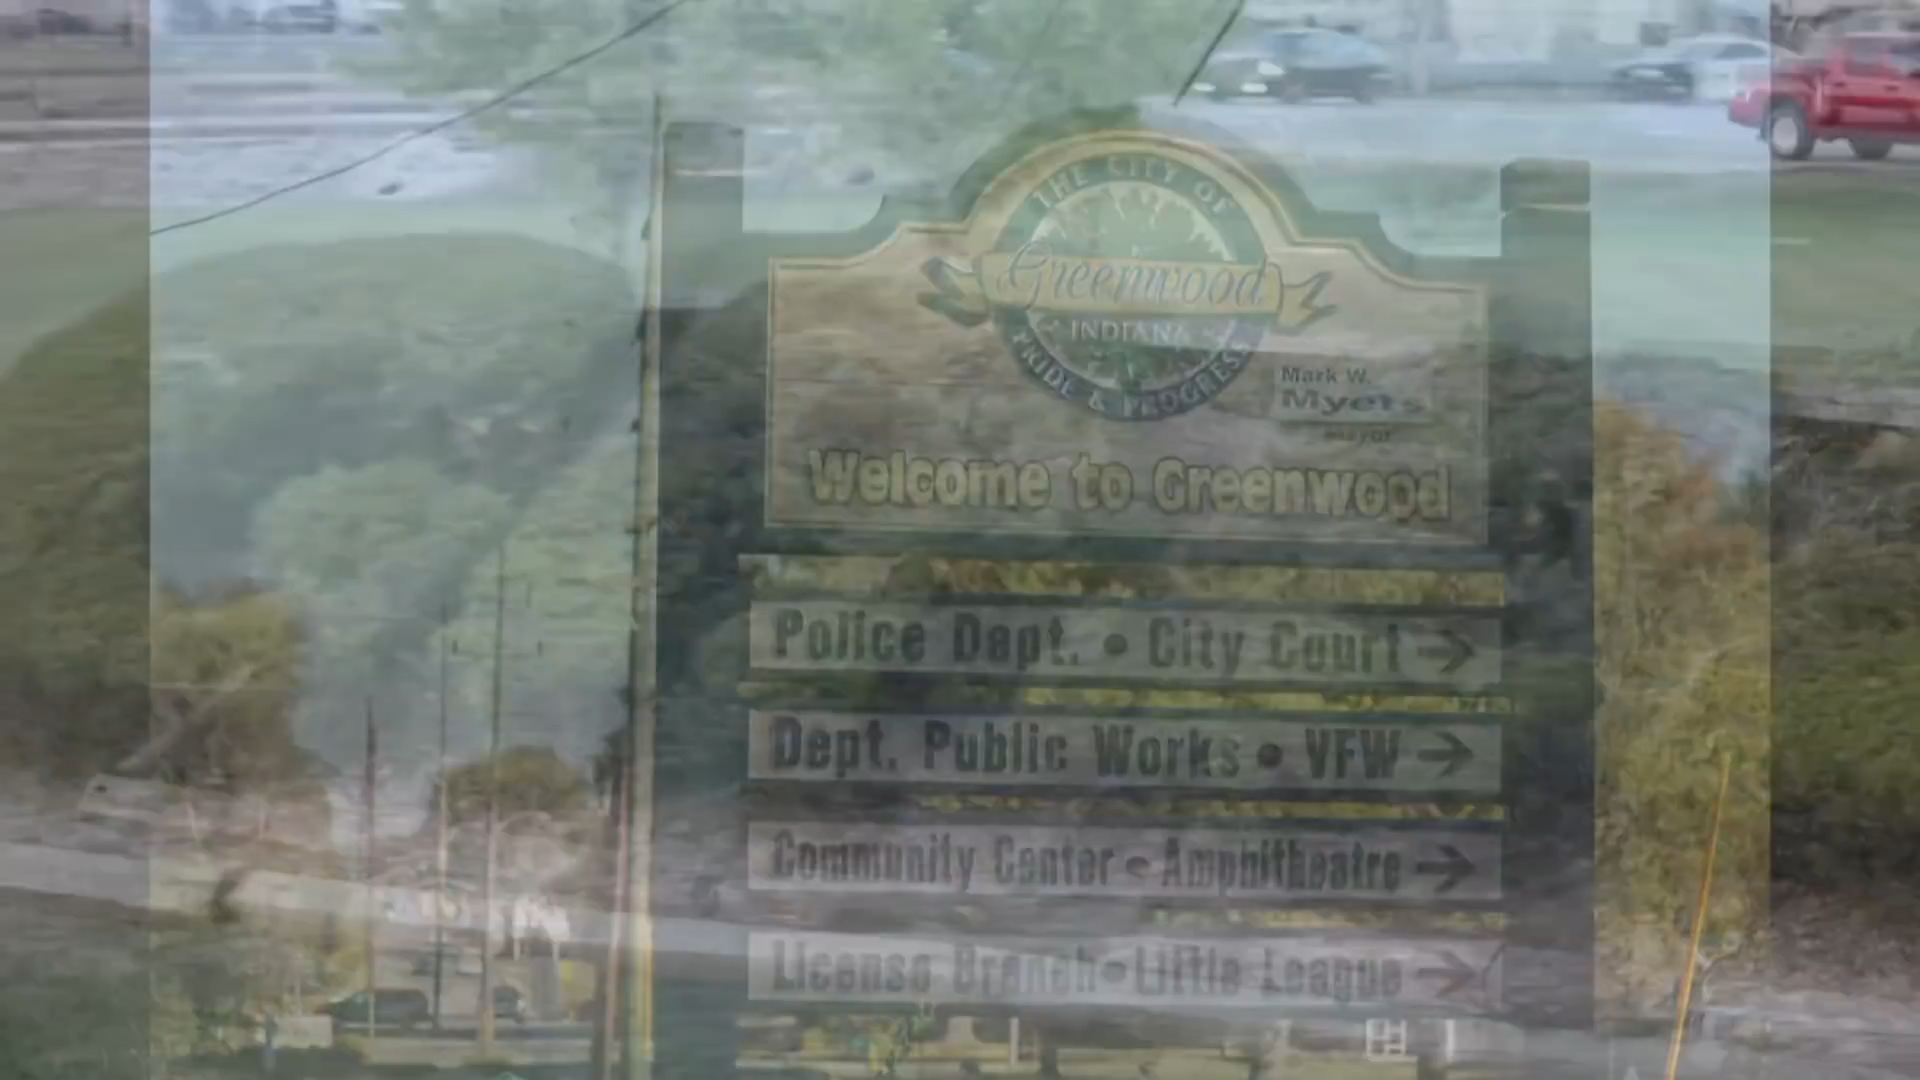 THE CITY OF
Greenwood
INDIANA
PRIDE & PROGRESS
Mark W.
Myers
Mayor
Welcome to Greenwood
Police Dept. • City Court →
Dept. Public Works • VFW →
Community Center • Amphitheatre →
License Branch • Little League →